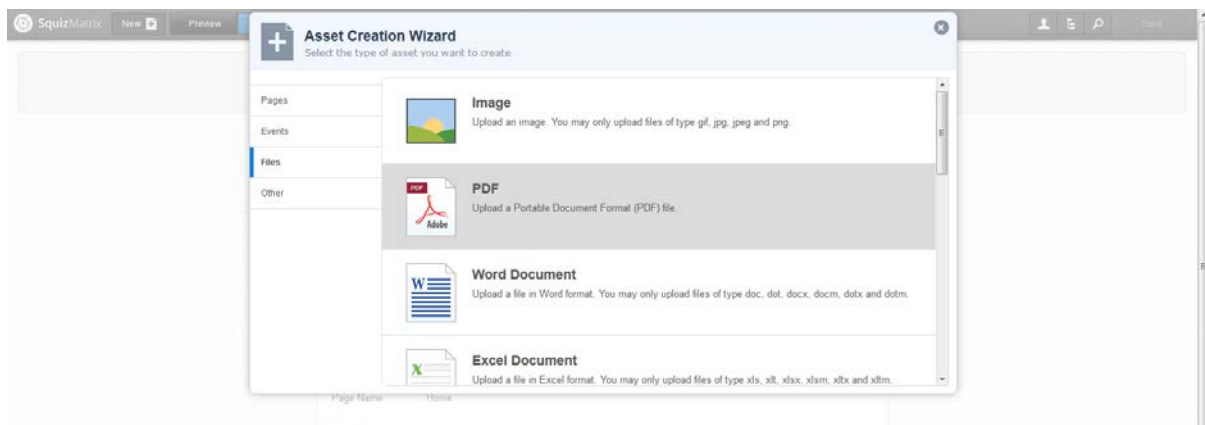 SquizMatrix New Preview
Asset Creation Wizard
Select the type of asset you want to create
Pages
Events
Files
Other
Image
Upload an image. You may only upload files of type gif, jpg, jpeg and png.
PDF
PDF
Adobe
Upload a Portable Document Format (PDF) file.
W
Word Document
Upload a file in Word format. You may only upload files of type doc, dot, docx, docm, dotx and dotm.
X
Excel Document
Upload a file in Excel format. You may only upload files of type xls, xlt, xlsx, xlsm, xltx and xltm.
Page Name Home